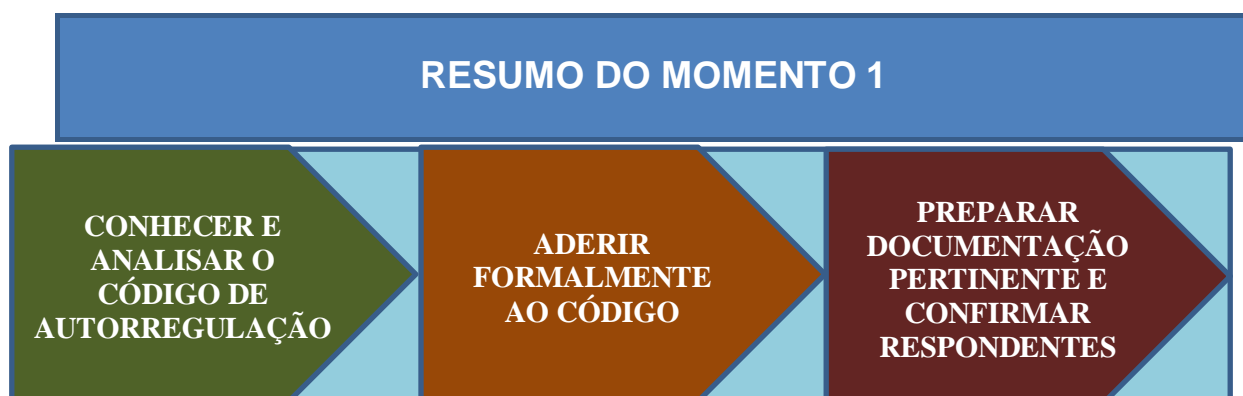 RESUMO DO MOMENTO 1
CONHECER E
ANALISAR O
CÓDIGO DE
AUTORREGULAÇÃO
ADERIR
FORMALMENTE
AO CÓDIGO
PREPARAR
DOCUMENTAÇÃO
PERTINENTE E
CONFIRMAR
RESPONDENTES